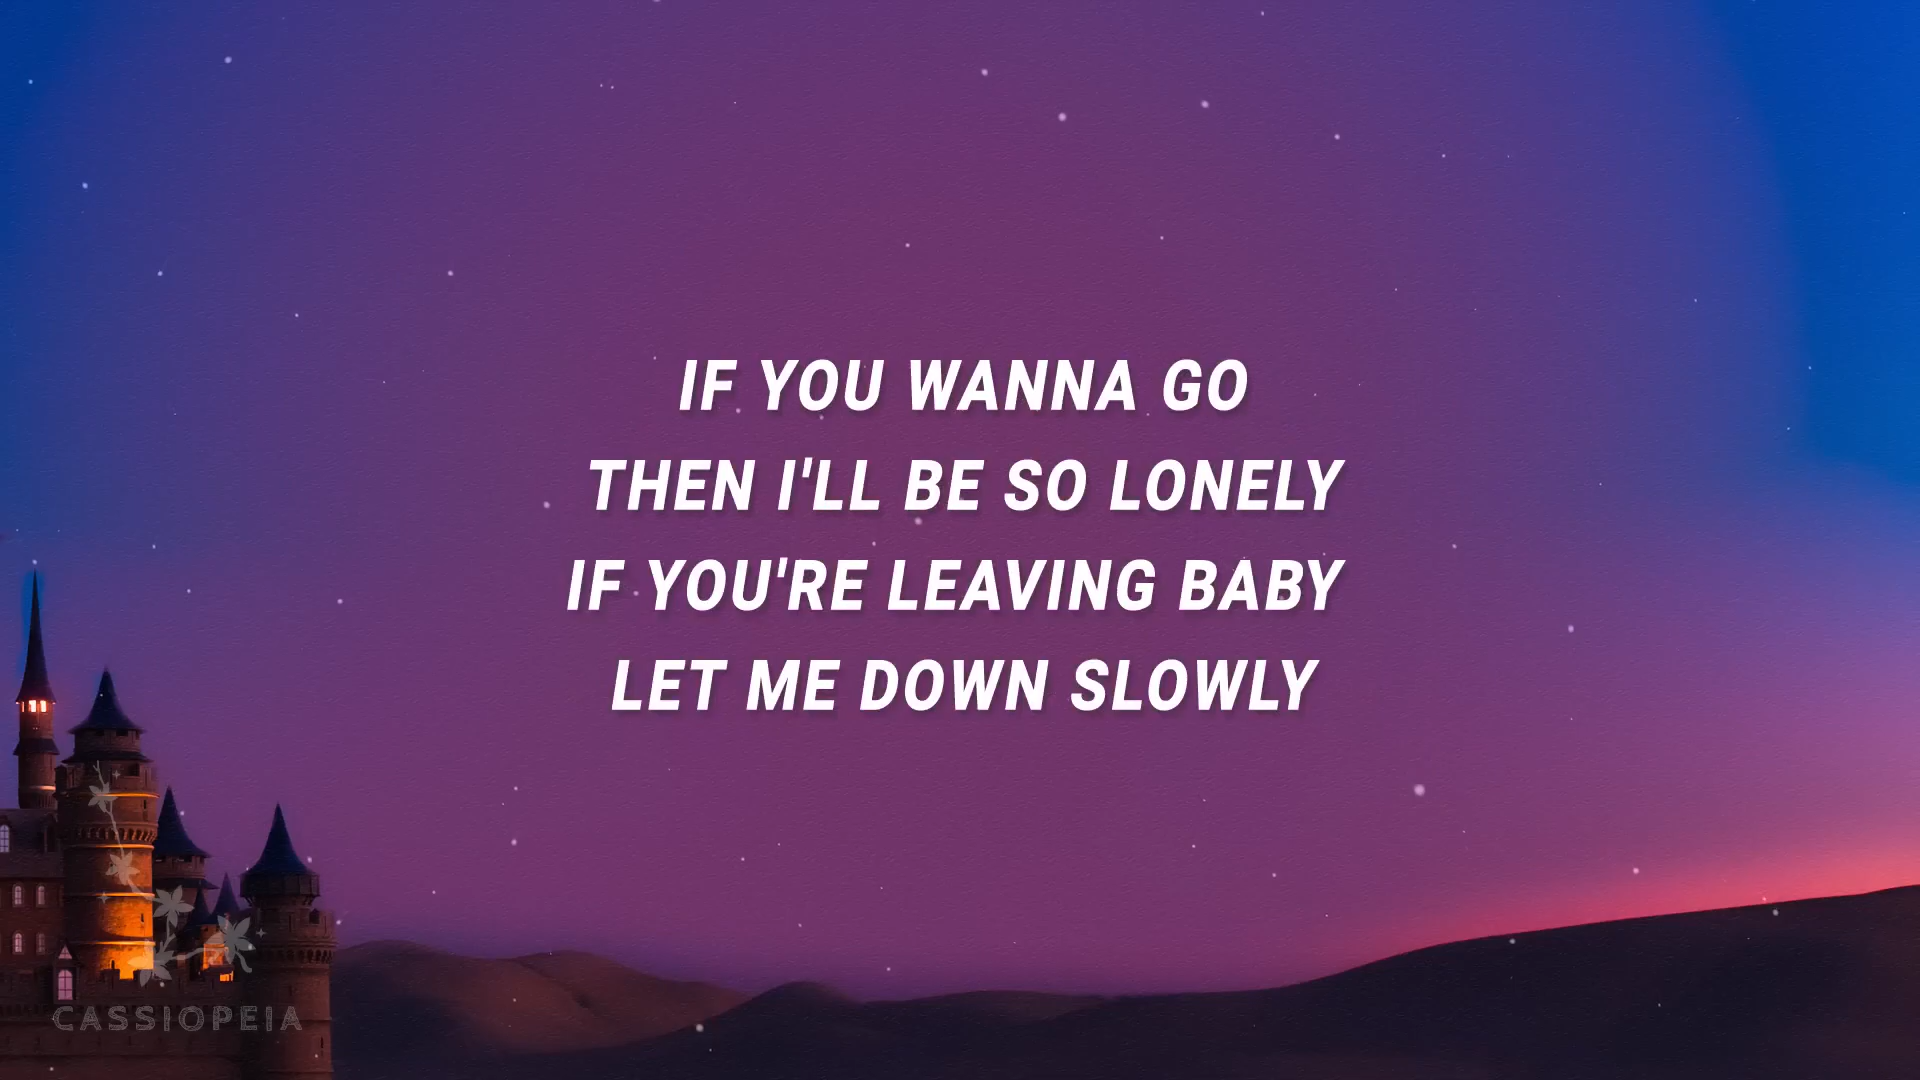 IF YOU WANNA GO
THEN I'LL BE SO LONELY
IF YOU'RE LEAVING BABY
LET ME DOWN SLOWLY
CASSIOPEIA